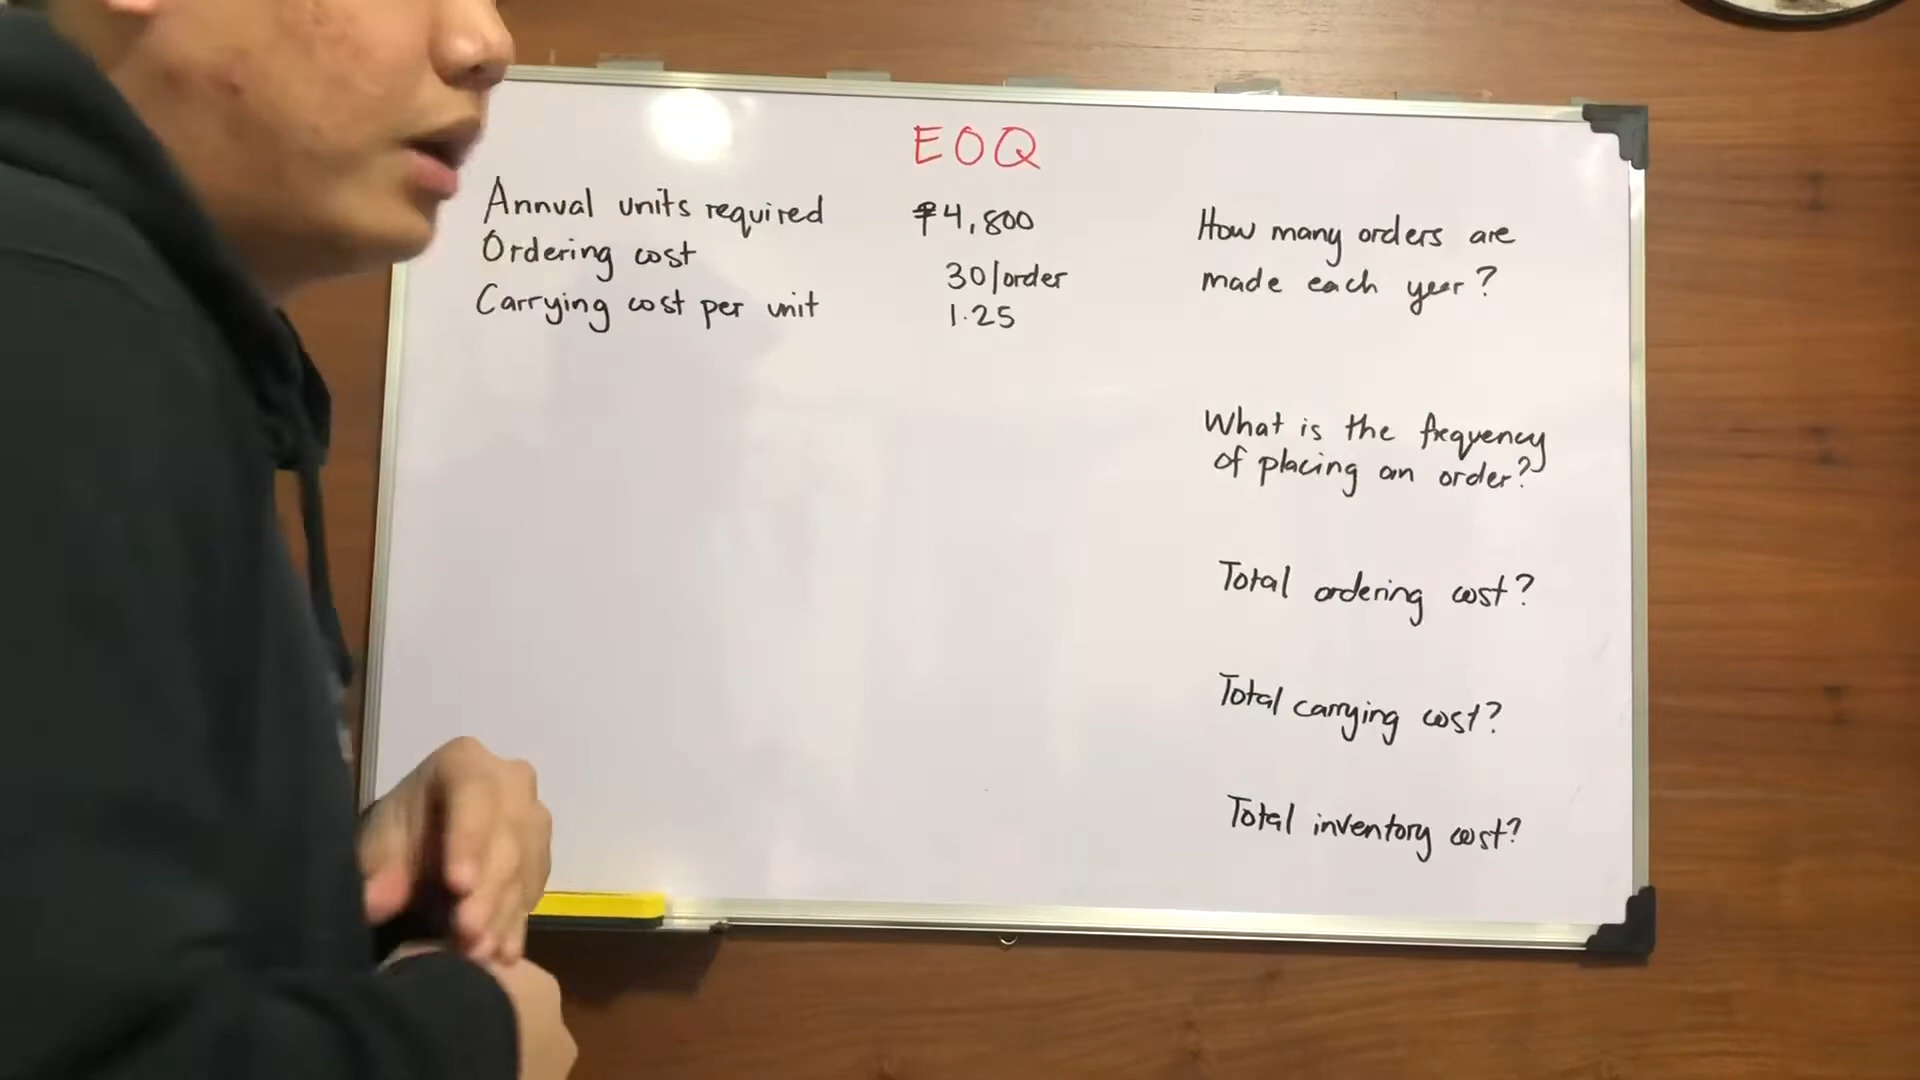 EOQ
Annual units required ₱4,800
Ordering cost 30/order
Carrying cost per unit 1.25
How many orders are
made each year?
What is the frequency
of placing an order?
Total ordering cost?
Total carrying cost?
Total inventory cost?